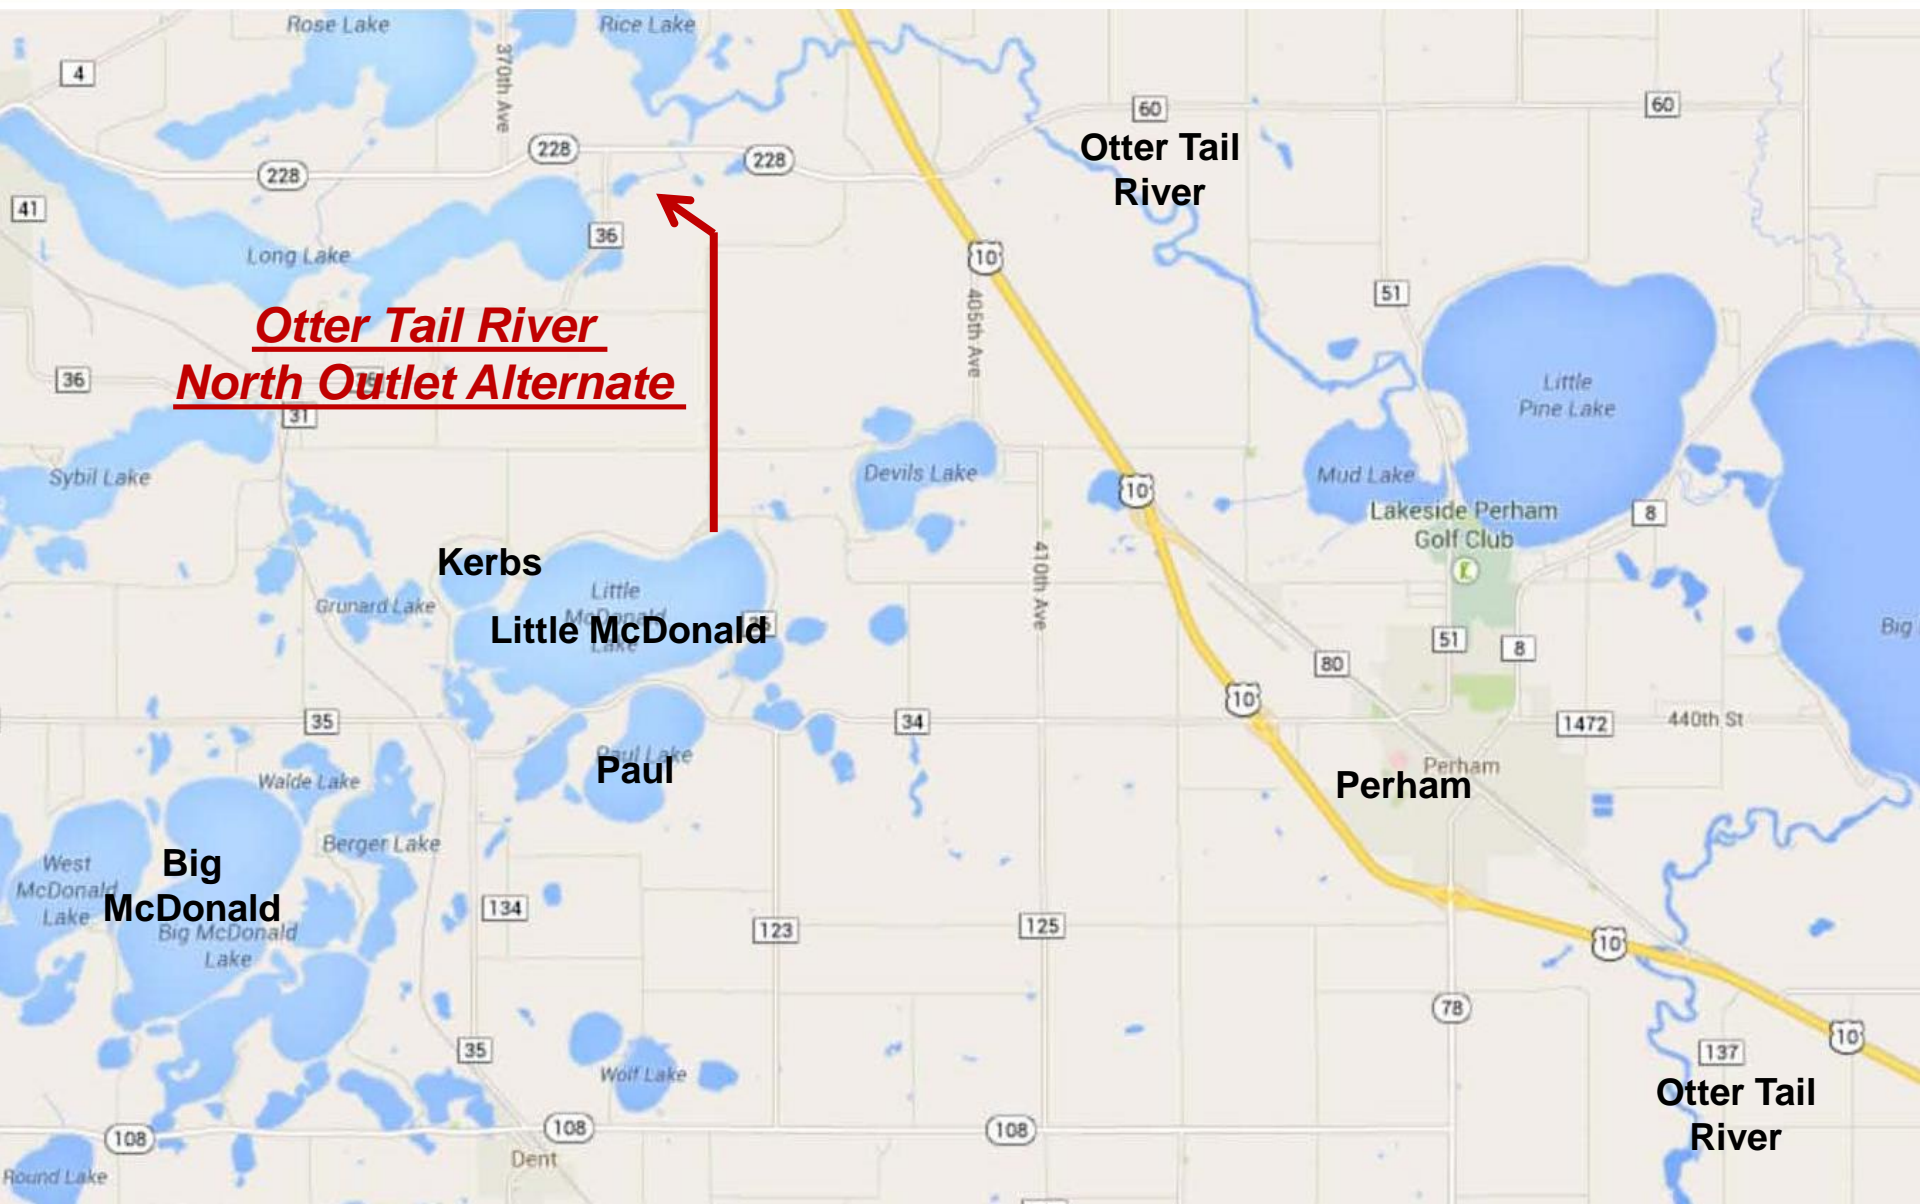 Rose Lake
Rice Lake
370th Ave
4
60
60
Otter Tail
River
228
228
228
41
36
Long Lake
10
405th Ave
51
Otter Tail River
North Outlet Alternate
36
31
Little
Pine Lake
Sybil Lake
Devils Lake
10
Mud Lake
Lakeside Perham
Golf Club
8
Kerbs
Little
McDonald
Lake
Little McDonald
Grunard Lake
410th Ave
51
8
80
Big
10
35
34
1472
440th St
Paul Lake
Paul
Perham
Perham
Walde Lake
Berger Lake
West
McDonald
Lake
Big
McDonald
Big McDonald
Lake
134
123
125
10
78
35
Wolf Lake
10
137
Otter Tail
River
108
108
108
Dent
Round Lake